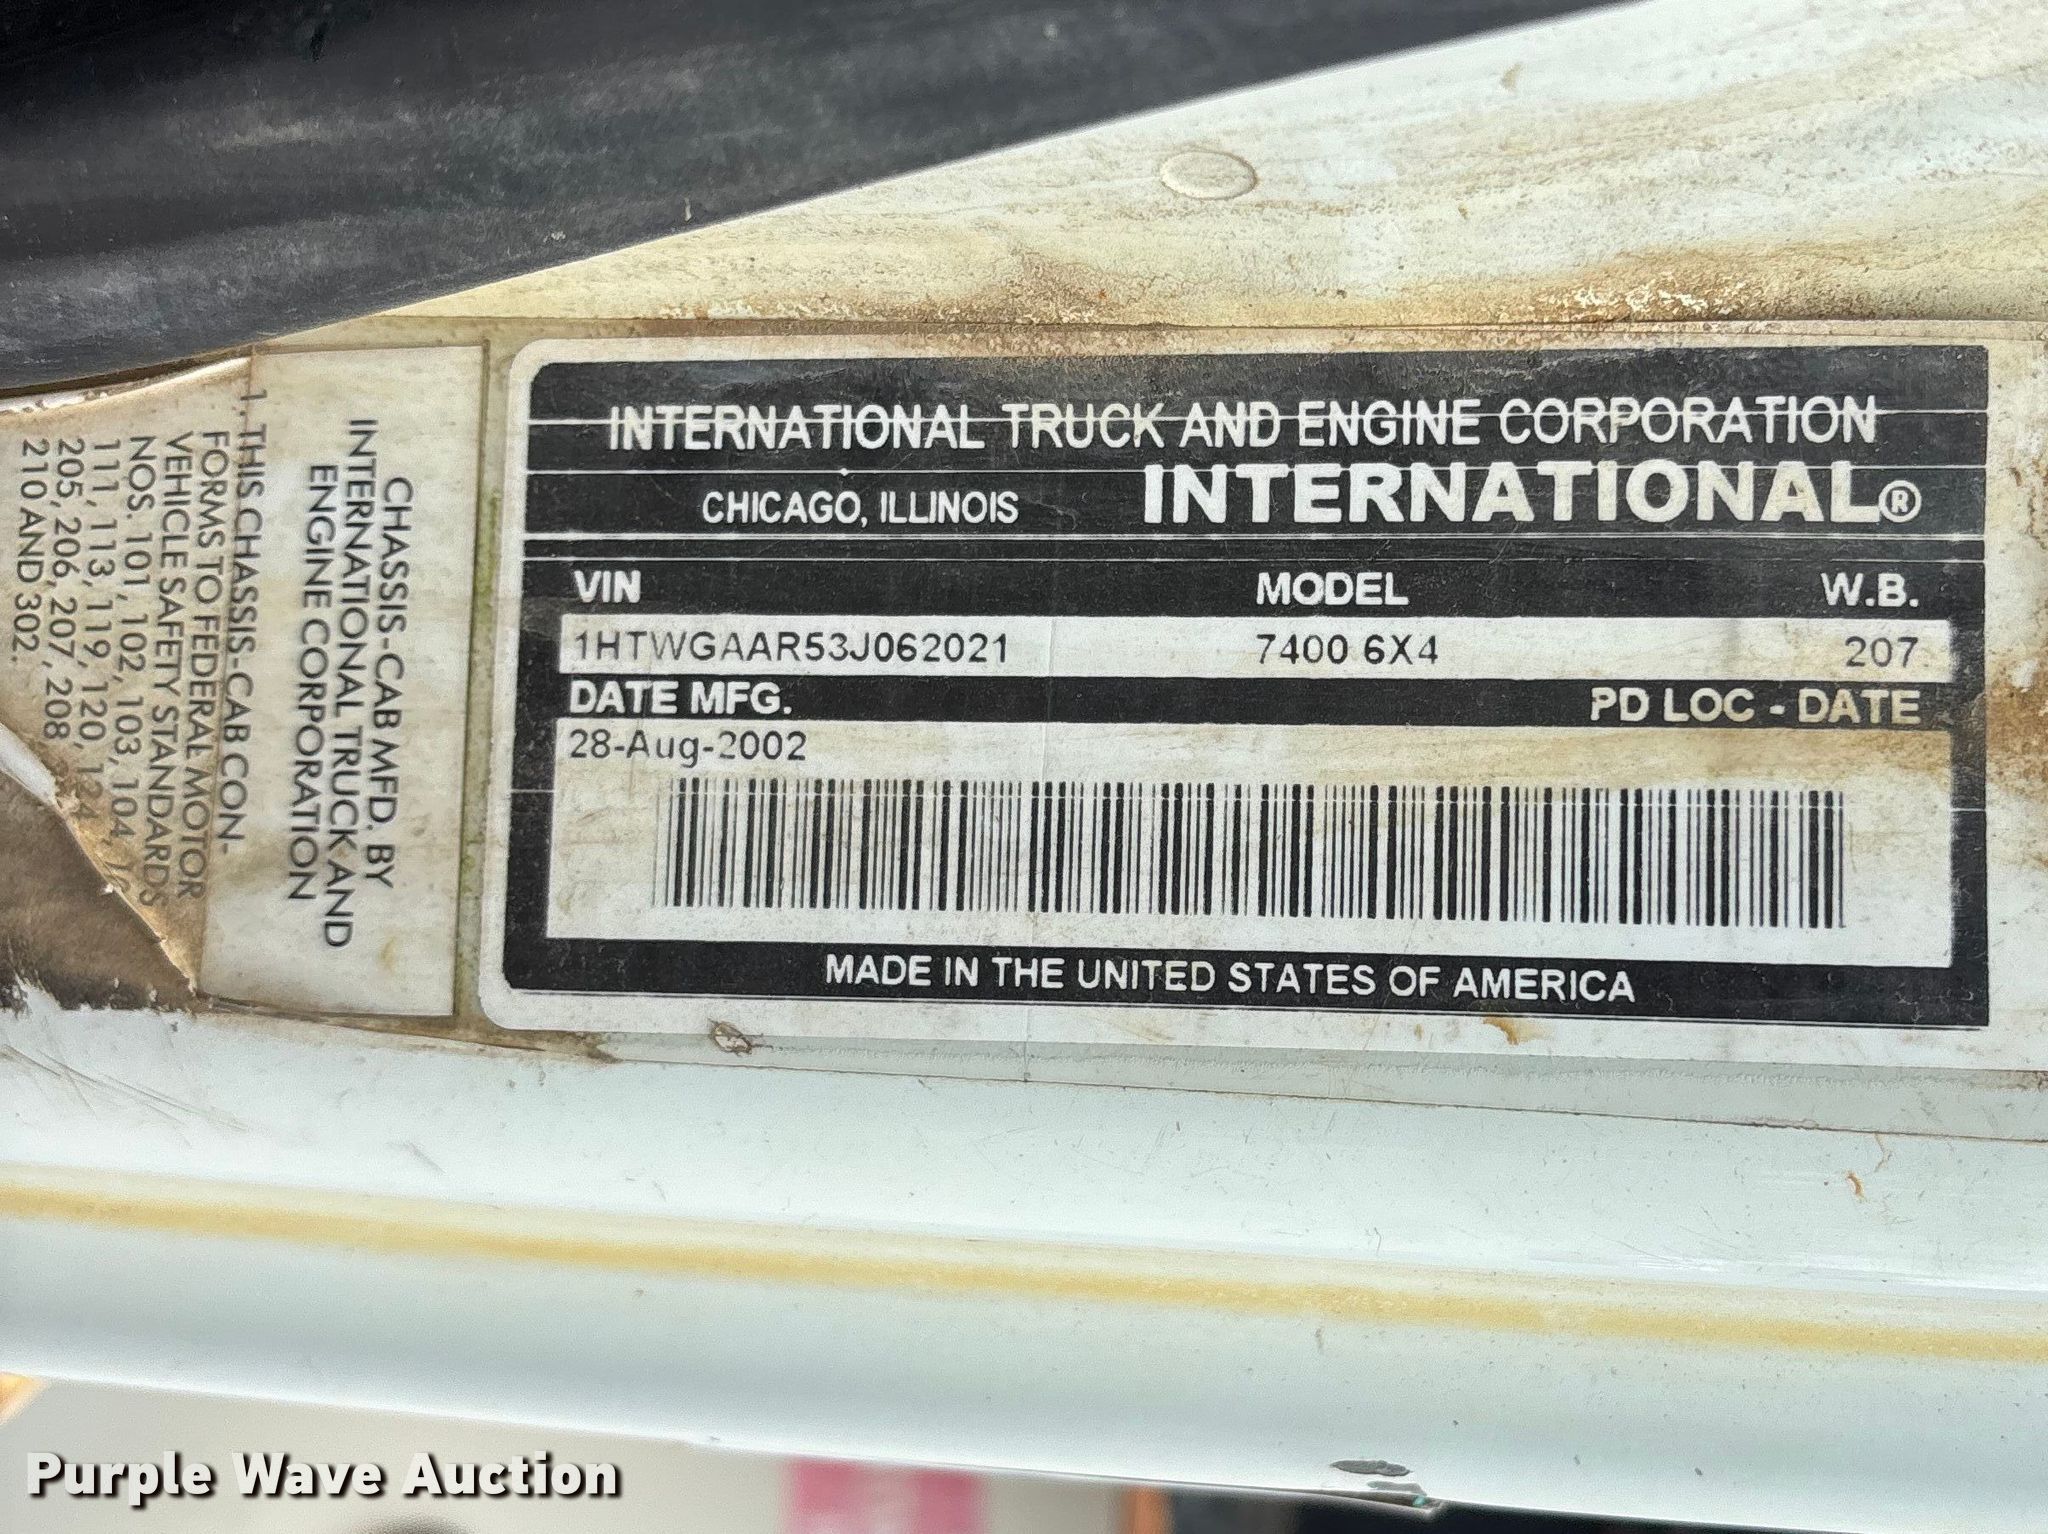 INTERNATIONAL TRUCK AND ENGINE CORPORATION
CHICAGO, ILLINOIS INTERNATIONAL®
VIN MODEL W.B.
1HTWGAAR53J062021 7400 6X4 207.
DATE MFG. PD LOC - DATE
28-Aug-2002
MADE IN THE UNITED STATES OF AMERICA
CHASSIS-CAB MFD. BY
INTERNATIONAL TRUCK AND
ENGINE CORPORATION
1. THIS CHASSIS-CAB CON-
FORMS TO FEDERAL MOTOR
VEHICLE SAFETY STANDARDS
NOS. 101, 102, 103, 104,
111, 113, 119, 120, 124,
205, 206, 207, 208
210 AND 302.
Purple Wave Auction